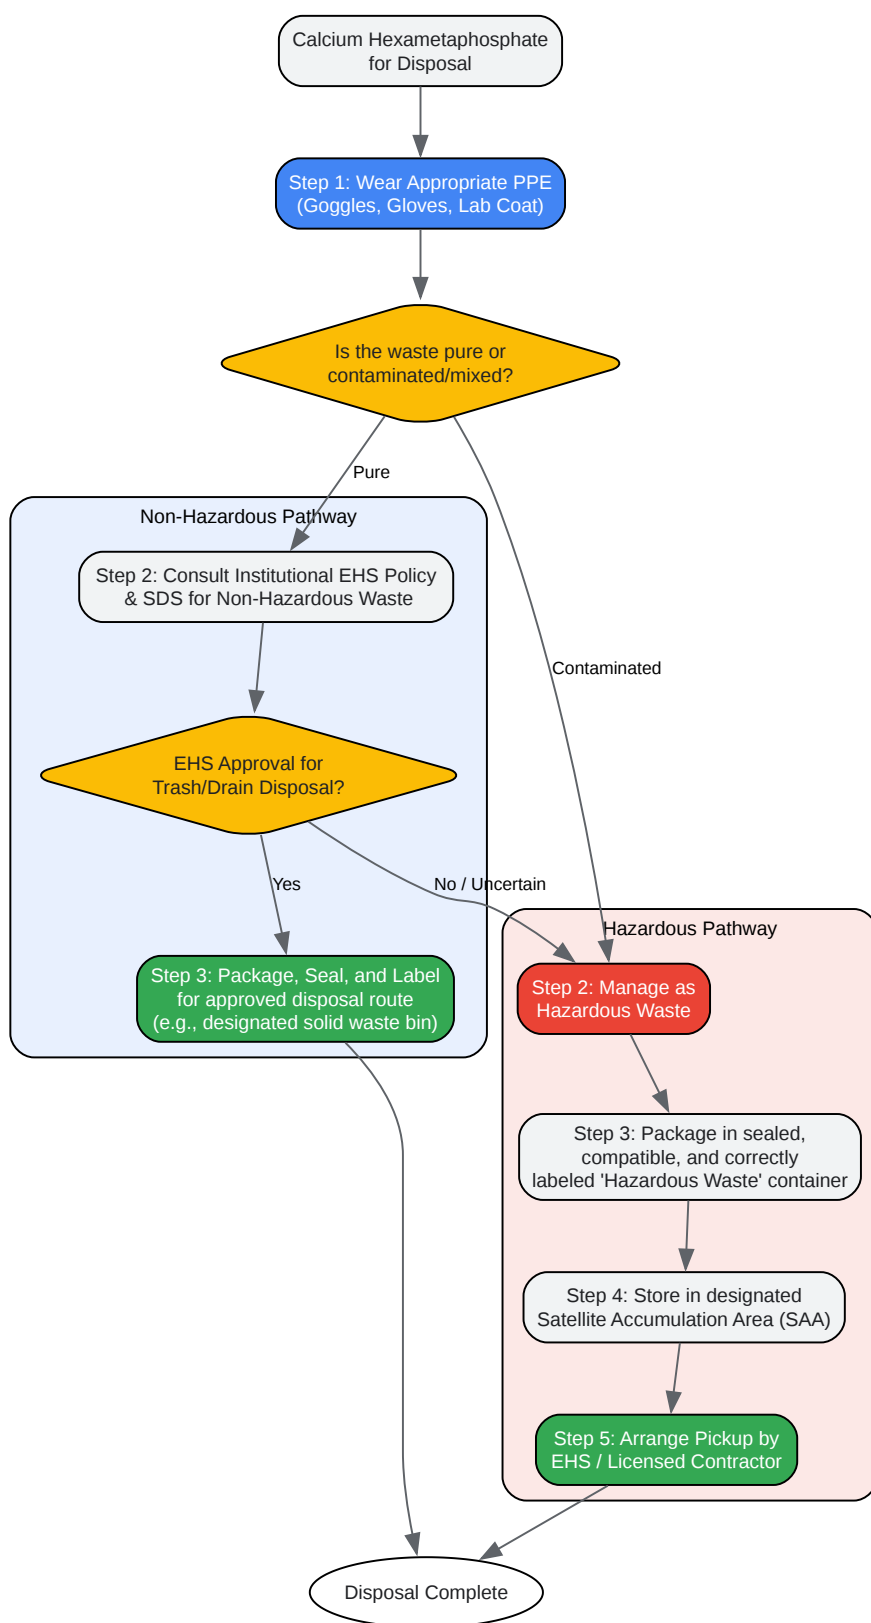 Calcium Hexametaphosphate
for Disposal
Step 1: Wear Appropriate PPE
(Goggles, Gloves, Lab Coat)
Is the waste pure or
contaminated/mixed?
Pure
Non-Hazardous Pathway
Step 2: Consult Institutional EHS Policy
& SDS for Non-Hazardous Waste
Contaminated
EHS Approval for
Trash/Drain Disposal?
Yes
No / Uncertain
Hazardous Pathway
Step 3: Package, Seal, and Label
for approved disposal route
(e.g., designated solid waste bin)
Step 2: Manage as
Hazardous Waste
Step 3: Package in sealed,
compatible, and correctly
labeled 'Hazardous Waste' container
Step 4: Store in designated
Satellite Accumulation Area (SAA)
Step 5: Arrange Pickup by
EHS / Licensed Contractor
Disposal Complete